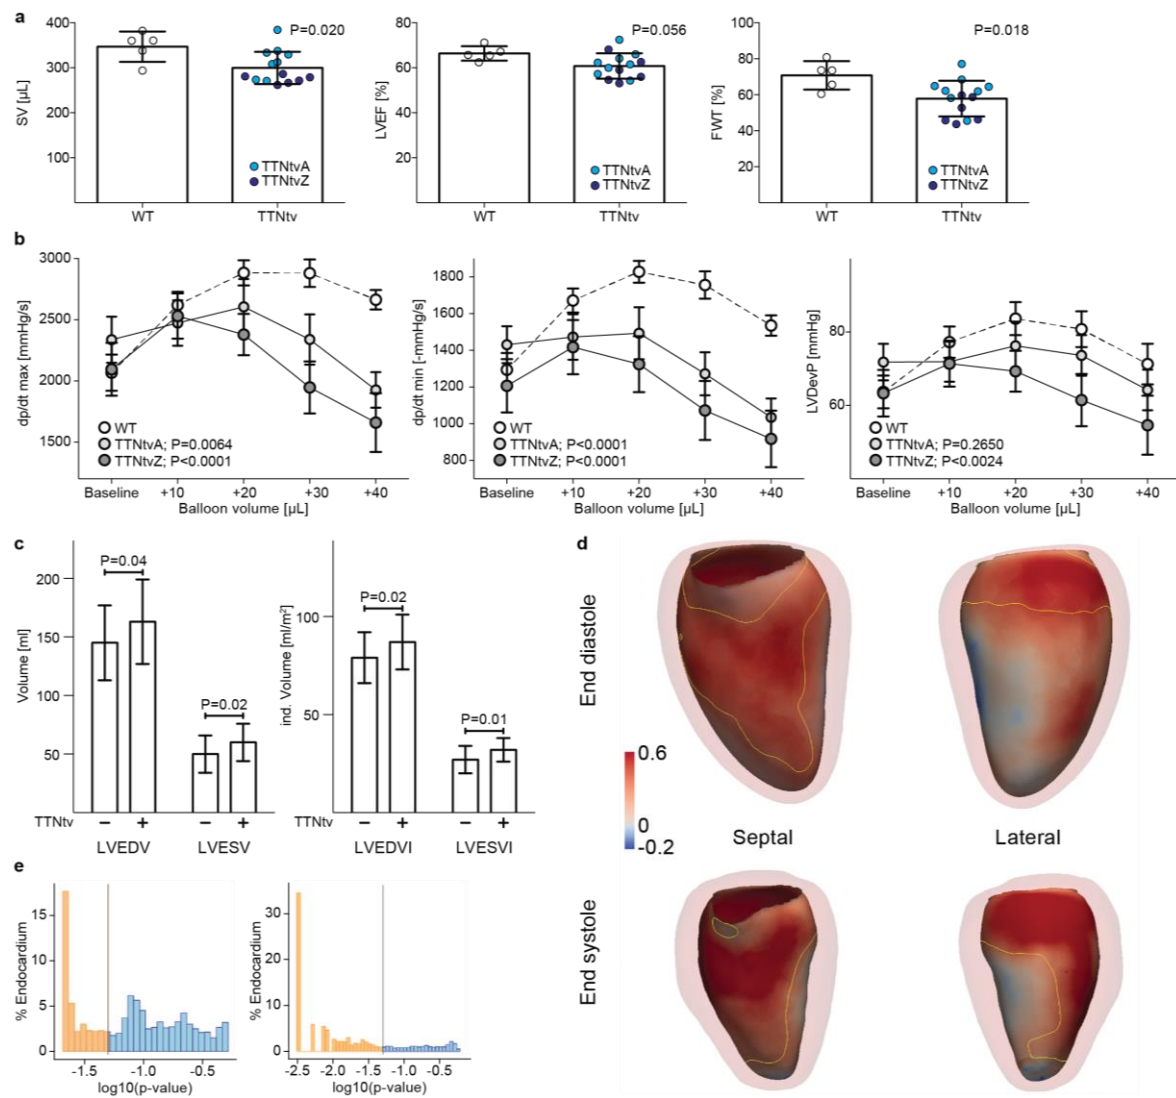 a
400
300
200
100
SV [µL]
P=0.020
TTNtvA
TTNtvZ
WT
TTNtv
80
60
40
20
LVEF [%]
P=0.056
TTNtvA
TTNtvZ
WT
TTNtv
100
80
60
40
20
FWT [%]
P=0.018
TTNtvA
TTNtvZ
WT
TTNtv
b
3000
2500
2000
1500
dp/dt max [mmHg/s]
WT
TTNtvA; P=0.0064
TTNtvZ; P<0.0001
Baseline +10 +20 +30 +40
Balloon volume [µL]
1800
1600
1400
1200
1000
800
dp/dt min [-mmHg/s]
WT
TTNtvA; P<0.0001
TTNtvZ; P<0.0001
Baseline +10 +20 +30 +40
Balloon volume [µL]
80
60
LVDevP [mmHg]
WT
TTNtvA; P=0.2650
TTNtvZ; P<0.0024
Baseline +10 +20 +30 +40
Balloon volume [µL]
c
200
150
100
50
Volume [ml]
P=0.04
P=0.02
TTNtv − + − +
LVEDV LVESV
100
50
ind. Volume [ml/m²]
P=0.02
P=0.01
TTNtv − + − +
LVEDVI LVESVI
d
End diastole
0.6
0
-0.2
Septal
Lateral
End systole
e
15
10
5
0
% Endocardium
-1.5 -1.0 -0.5
log10(p-value)
30
20
10
0
% Endocardium
-2.5 -2.0 -1.5 -1.0 -0.5
log10(p-value)